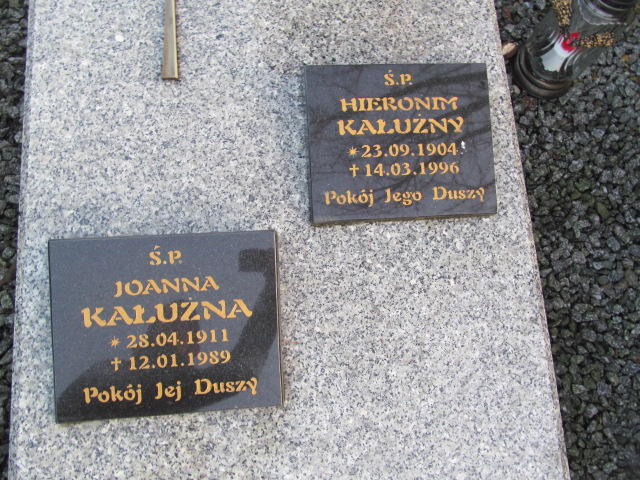 Ś.P.
HIERONIM
KAŁUŻNY
* 23.09.1904
† 14.03.1996
Pokój Jego Duszy
Ś.P.
JOANNA
KAŁUŻNA
* 28.04.1911
† 12.01.1989
Pokój Jej Duszy